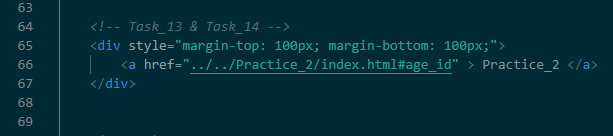 63
64 <!-- Task_13 & Task_14 -->
65 <div style="margin-top: 100px; margin-bottom: 100px;">
66 <a href="../../Practice_2/index.html#age_id" > Practice_2 </a>
67 </div>
68
69